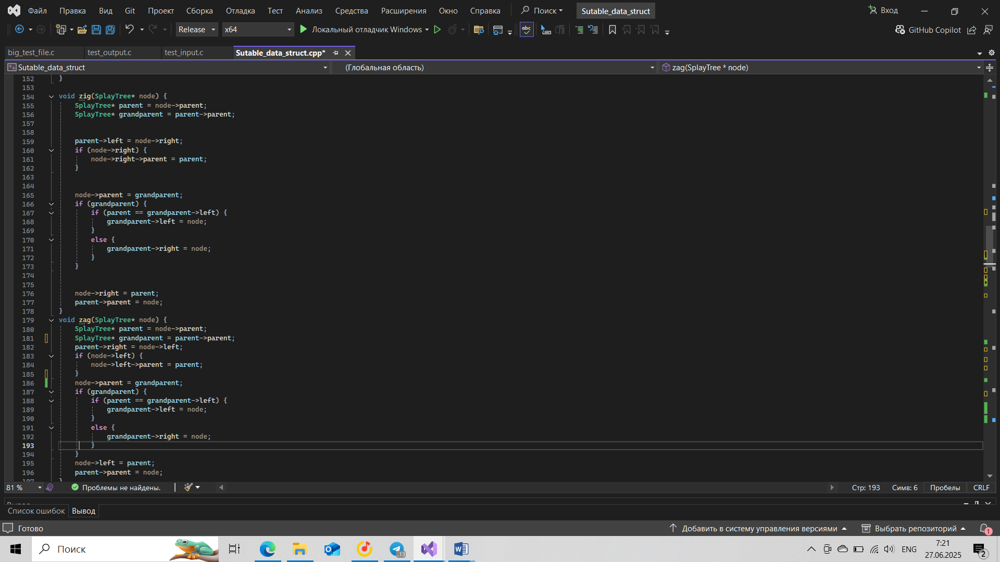 Файл Правка Вид Git Проект Сборка Отладка Тест Анализ Средства Расширения Окно Справка Поиск Sutable_data_struct Вход
Release x64 Локальный отладчик Windows abc GitHub Copilot
big_test_file.c test_output.c test_input.c Sutable_data_struct.cpp*
Sutable_data_struct (Глобальная область) zag(SplayTree * node)
152 }
153
154 void zig(SplayTree* node) {
155 SplayTree* parent = node->parent;
156 SplayTree* grandparent = parent->parent;
157
158
159 parent->left = node->right;
160 if (node->right) {
161 node->right->parent = parent;
162 }
163
164
165 node->parent = grandparent;
166 if (grandparent) {
167 if (parent == grandparent->left) {
168 grandparent->left = node;
169 }
170 else {
171 grandparent->right = node;
172 }
173 }
174
175
176 node->right = parent;
177 parent->parent = node;
178 }
179 void zag(SplayTree* node) {
180 SplayTree* parent = node->parent;
181 SplayTree* grandparent = parent->parent;
182 parent->right = node->left;
183 if (node->left) {
184 node->left->parent = parent;
185 }
186 node->parent = grandparent;
187 if (grandparent) {
188 if (parent == grandparent->left) {
189 grandparent->left = node;
190 }
191 else {
192 grandparent->right = node;
193 }
194 }
195 node->left = parent;
196 parent->parent = node;
197 }
81 % Проблемы не найдены. Стр: 193 Симв: 6 Пробелы CRLF
Вывод
Список ошибок Вывод
Готово Добавить в систему управления версиями Выбрать репозиторий 1
Поиск ..13 ENG 7:21
27.06.2025 2